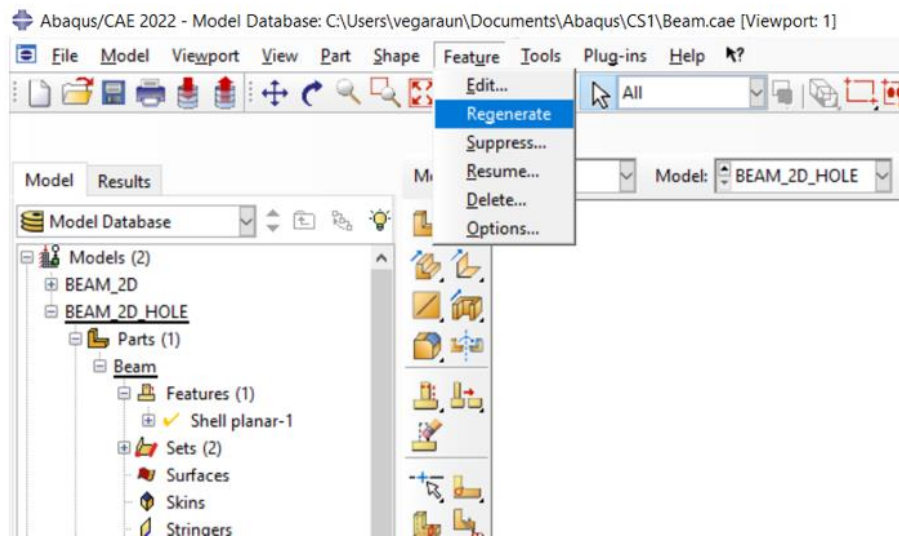 Abaqus/CAE 2022 - Model Database: C:\Users\vegaraun\Documents\Abaqus\CS1\Beam.cae [Viewport: 1]
File Model Viewport View Part Shape Feature Tools Plug-ins Help
All
Edit...
Regenerate
Suppress...
Resume...
Delete...
Options...
Model Results
Model: BEAM_2D_HOLE
Model Database
Models (2)
BEAM_2D
BEAM_2D_HOLE
Parts (1)
Beam
Features (1)
Shell planar-1
Sets (2)
Surfaces
Skins
Stringers